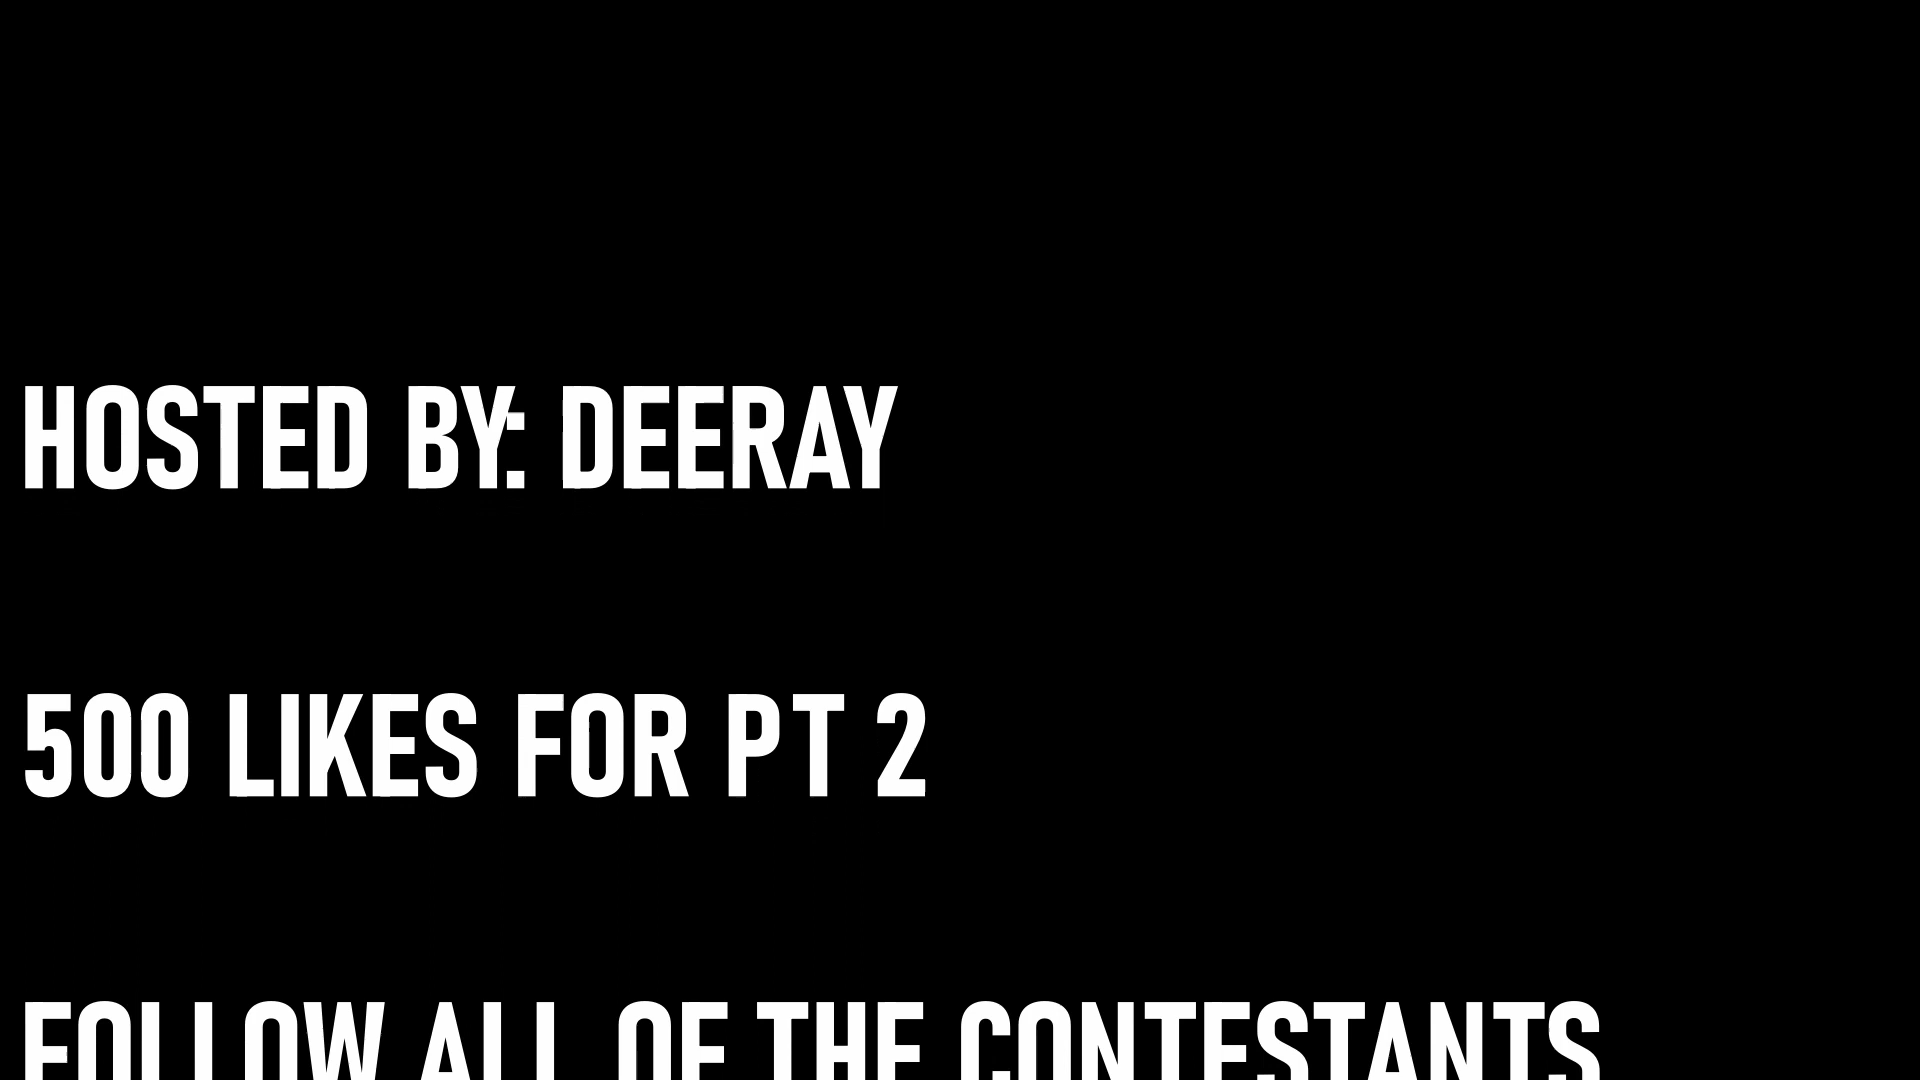 HOSTED BY: DEERAY
500 LIKES FOR PT 2
FOLLOW ALL OF THE CONTESTANTS